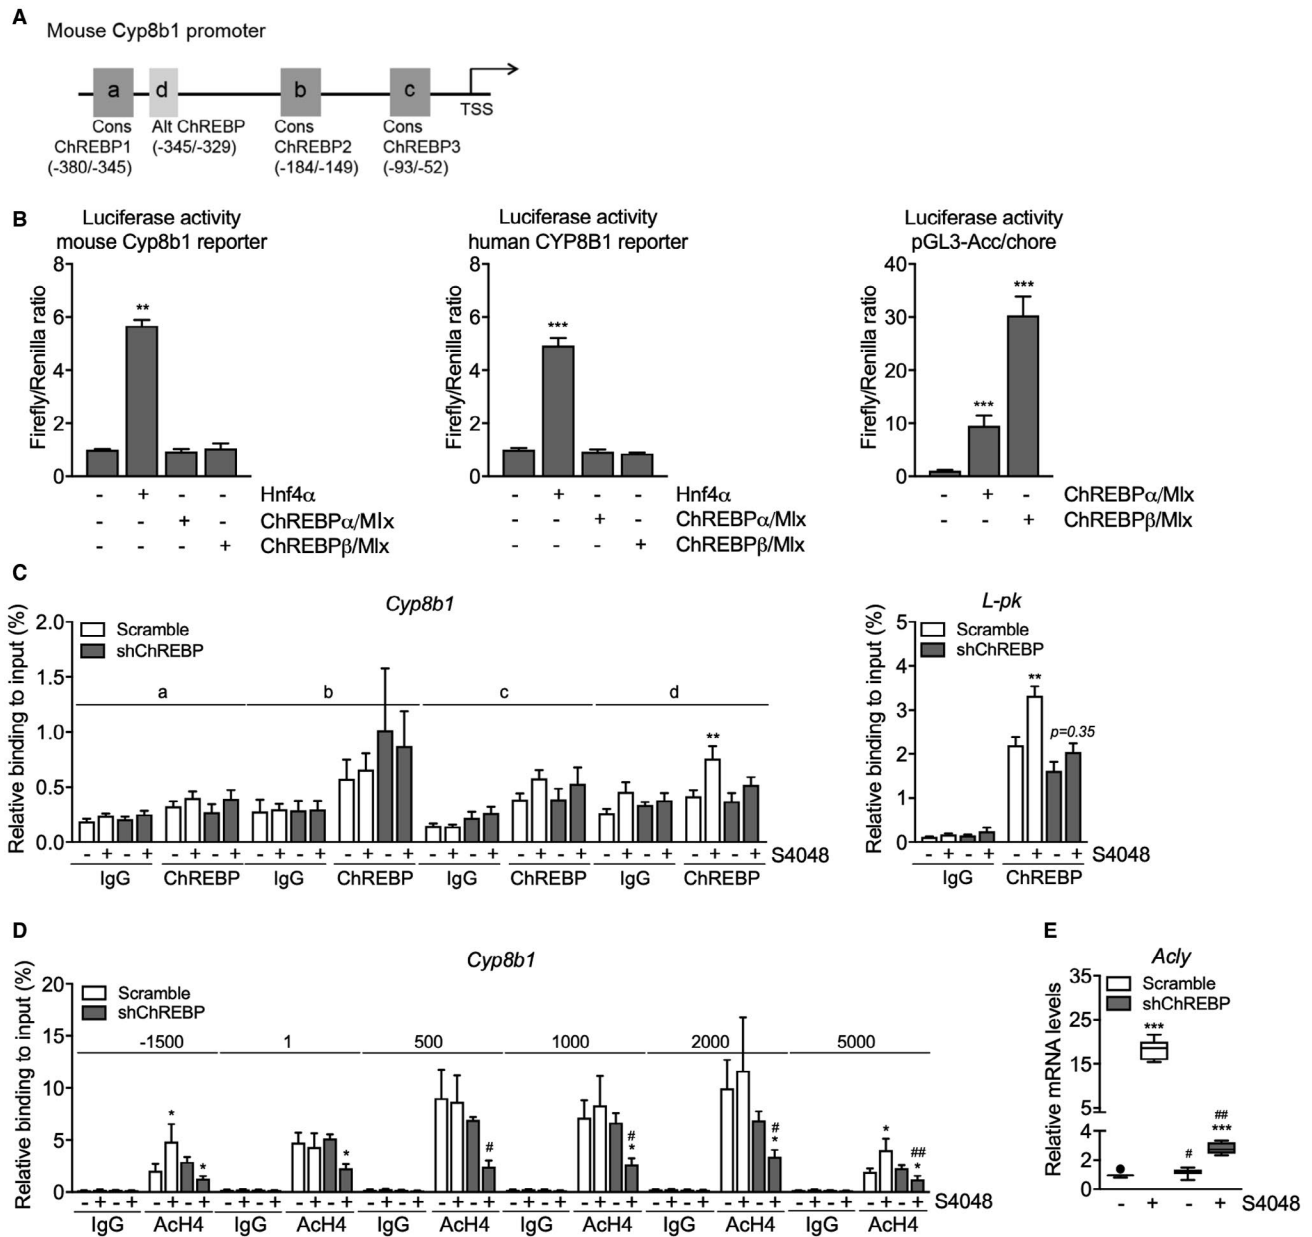 A
Mouse Cyp8b1 promoter
a d b c
TSS
Cons Alt ChREBP Cons Cons
ChREBP1 (-345/-329) ChREBP2 ChREBP3
(-380/-345) (-184/-149) (-93/-52)
B
Luciferase activity
mouse Cyp8b1 reporter
Firefly/Renilla ratio
8
6
4
2
0
**
- + - - Hnf4α
- - + - ChREBPα/Mlx
- - - + ChREBPβ/Mlx
Luciferase activity
human CYP8B1 reporter
Firefly/Renilla ratio
8
6
4
2
0
***
- + - - Hnf4α
- - + - ChREBPα/Mlx
- - - + ChREBPβ/Mlx
Luciferase activity
pGL3-Acc/chore
Firefly/Renilla ratio
40
30
20
10
0
***
***
- + - ChREBPα/Mlx
- - + ChREBPβ/Mlx
C
Cyp8b1
Relative binding to input (%)
2.0
1.5
1.0
0.5
0.0
Scramble
shChREBP
a b c d
**
- + - + - + - + - + - + - + - + - + - + - + - + - + - + - + - + S4048
IgG ChREBP IgG ChREBP IgG ChREBP IgG ChREBP
L-pk
Relative binding to input (%)
5
4
3
2
1
0
Scramble
shChREBP
**
p=0.35
- + - + - + - + S4048
IgG ChREBP
D
Cyp8b1
Relative binding to input (%)
20
15
10
5
0
Scramble
shChREBP
-1500 1 500 1000 2000 5000
* * * # # * # * * ## *
- + - + - + - + - + - + - + - + - + - + - + - + - + - + - + - + - + - + - + - + - + - + - + - + S4048
IgG AcH4 IgG AcH4 IgG AcH4 IgG AcH4 IgG AcH4 IgG AcH4
E
Acly
Relative mRNA levels
35
25
15
5
4
2
0
Scramble
shChREBP
***
#
##
***
- + - + S4048